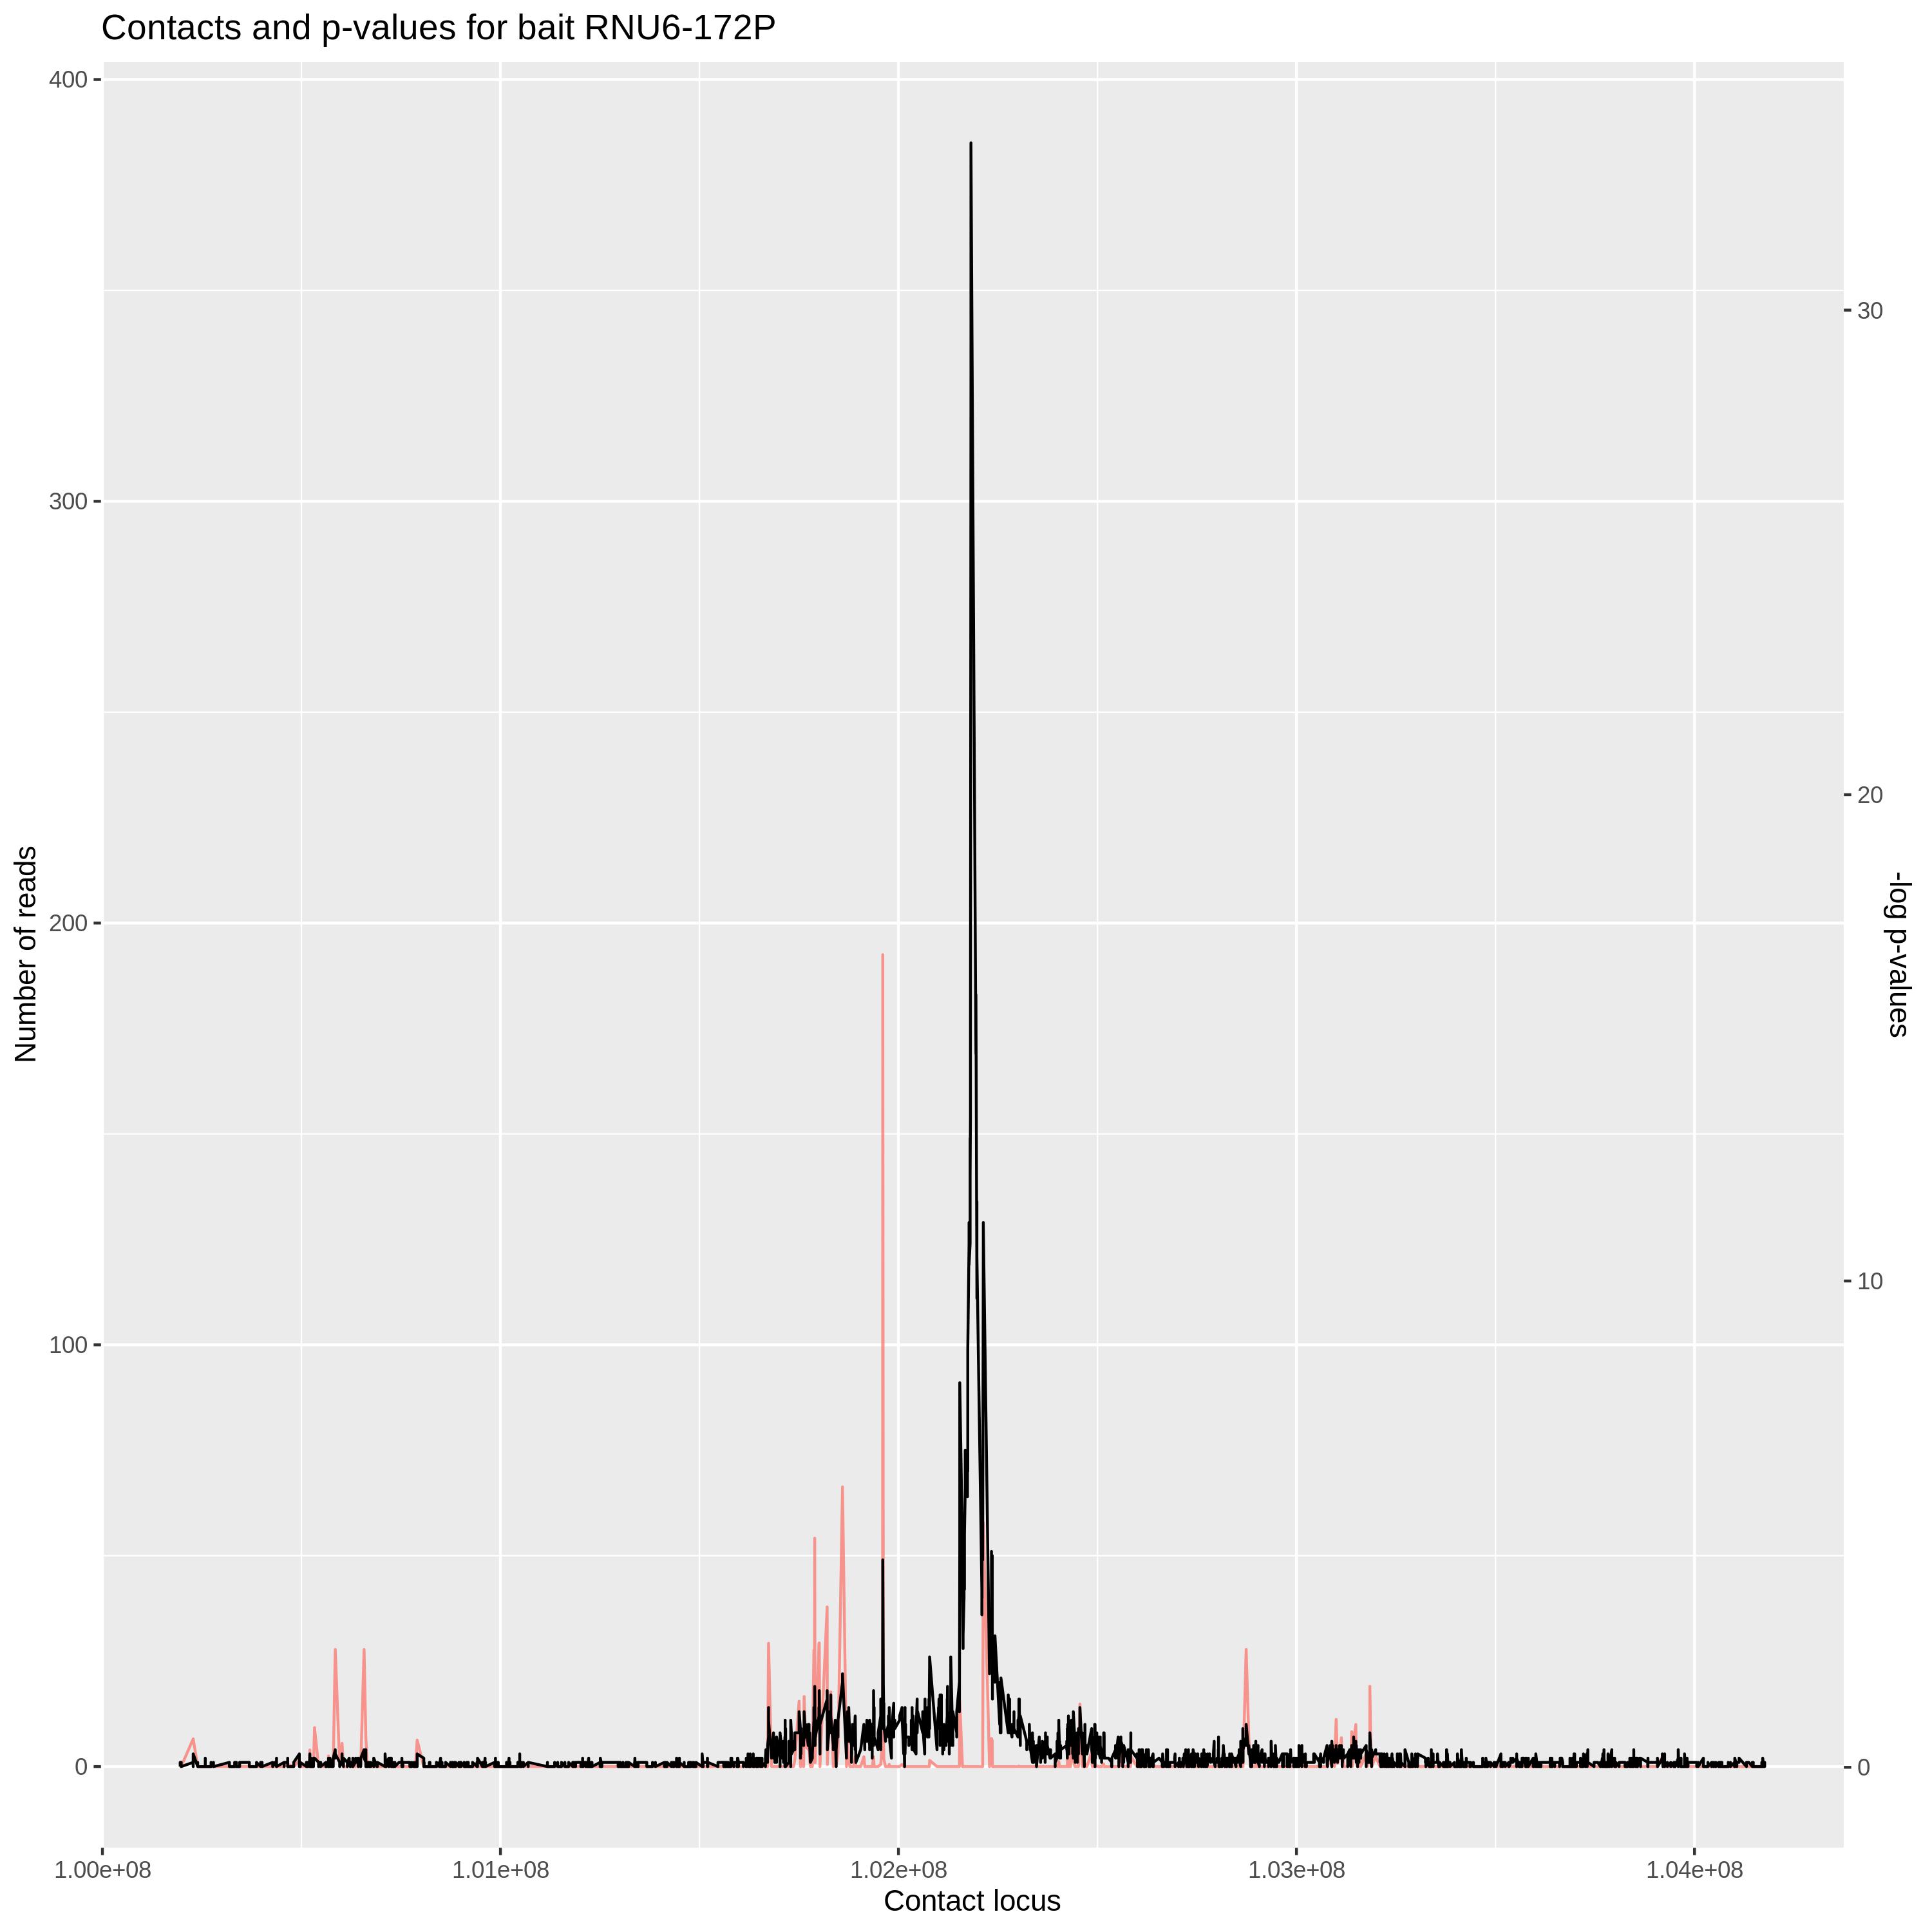 Contacts and p-values for bait RNU6-172P
400
300
200
100
0
Number of reads
30
20
10
0
-log p-values
1.00e+08
1.01e+08
1.02e+08
1.03e+08
1.04e+08
Contact locus